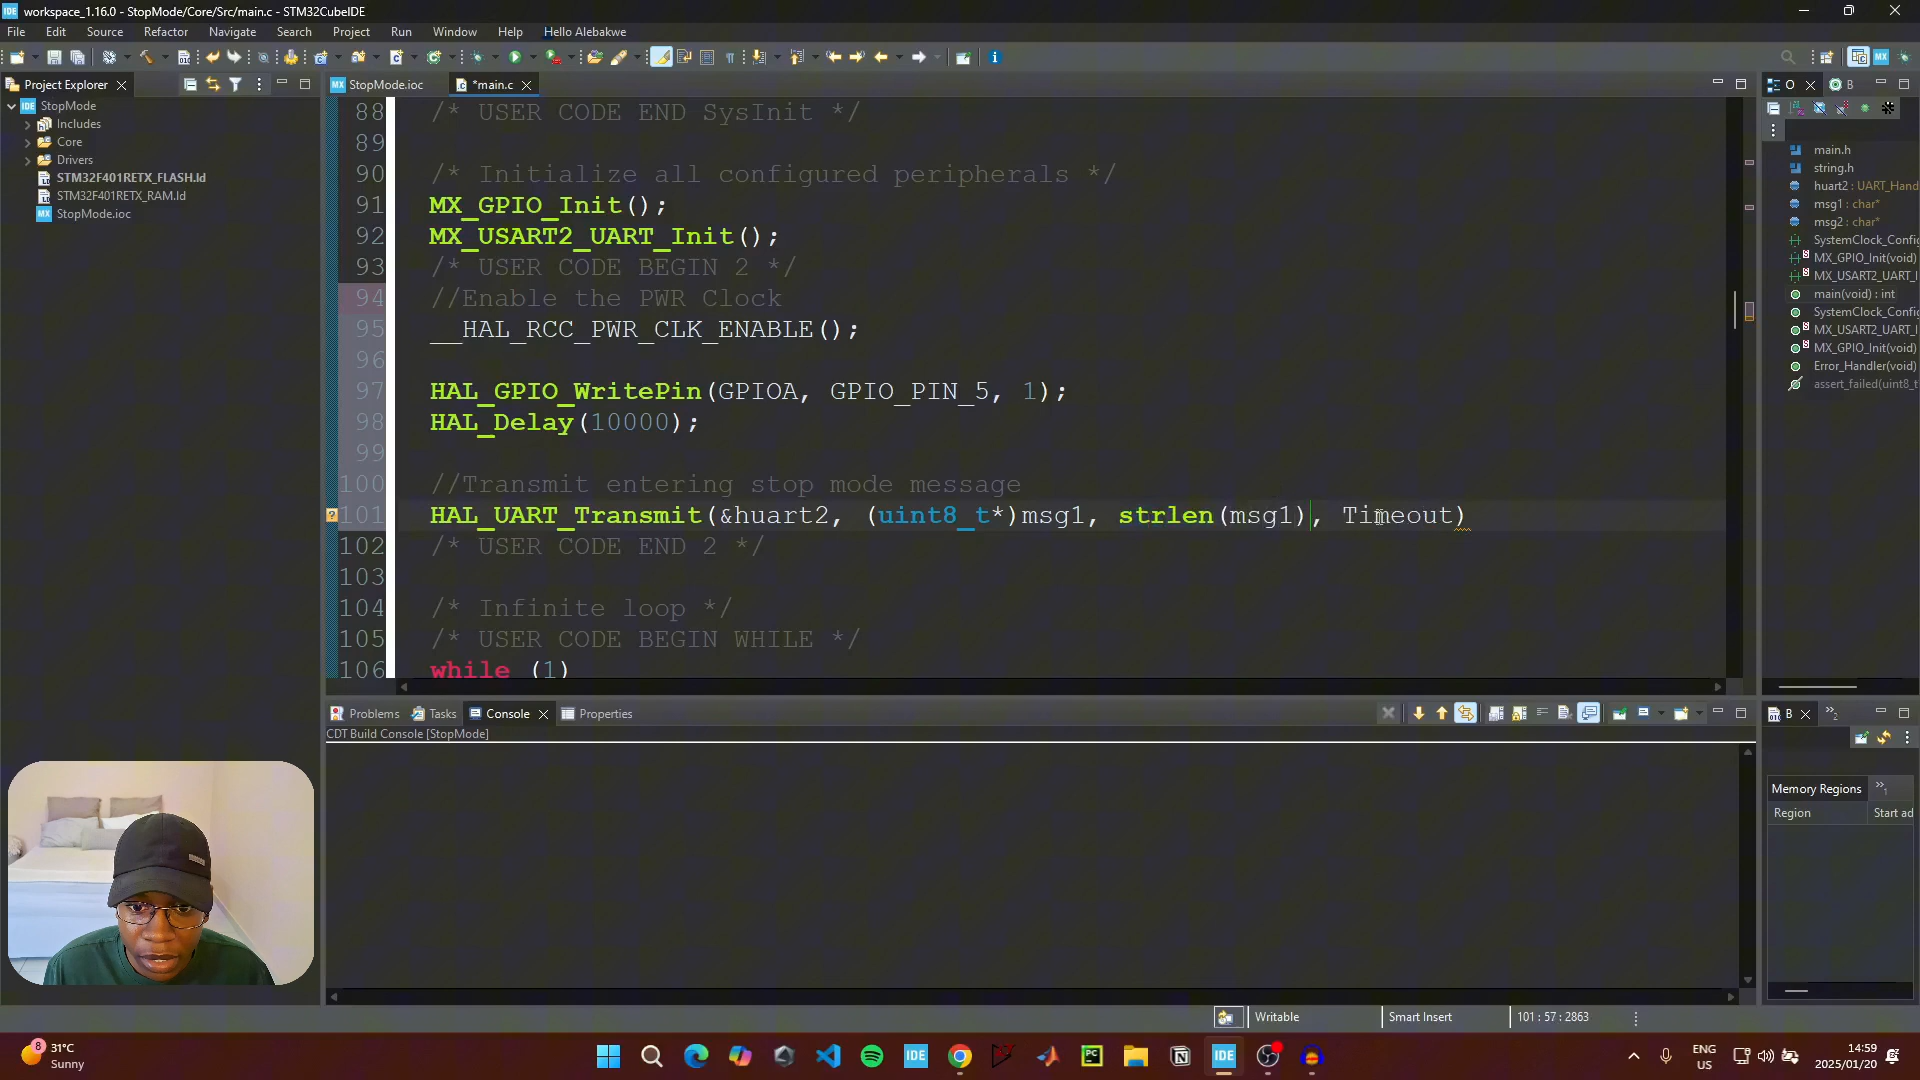 workspace_1.16.0 - StopMode/Core/Src/main.c - STM32CubeIDE
File Edit Source Refactor Navigate Search Project Run Window Help Hello Alebakwe
Project Explorer
StopMode
Includes
Core
Drivers
STM32F401RETX_FLASH.ld
STM32F401RETX_RAM.ld
StopMode.ioc
StopMode.ioc *main.c
88 /* USER CODE END SysInit */
89
90 /* Initialize all configured peripherals */
91 MX_GPIO_Init();
92 MX_USART2_UART_Init();
93 /* USER CODE BEGIN 2 */
94 //Enable the PWR Clock
95 __HAL_RCC_PWR_CLK_ENABLE();
96
97 HAL_GPIO_WritePin(GPIOA, GPIO_PIN_5, 1);
98 HAL_Delay(10000);
99
100 //Transmit entering stop mode message
101 HAL_UART_Transmit(&huart2, (uint8_t*)msg1, strlen(msg1), Timeout)
102 /* USER CODE END 2 */
103
104 /* Infinite loop */
105 /* USER CODE BEGIN WHILE */
106 while (1)
O B
main.h
string.h
huart2 : UART_Hand
msg1 : char*
msg2 : char*
SystemClock_Config
MX_GPIO_Init(void)
MX_USART2_UART_I
main(void) : int
SystemClock_Config
MX_USART2_UART_I
MX_GPIO_Init(void)
Error_Handler(void)
assert_failed(uint8_t
Problems Tasks Console Properties
CDT Build Console [StopMode]
B
Memory Regions
Region Start ad
Writable Smart Insert 101 : 57 : 2863
8 31°C
Sunny
ENG
US
14:59
2025/01/20